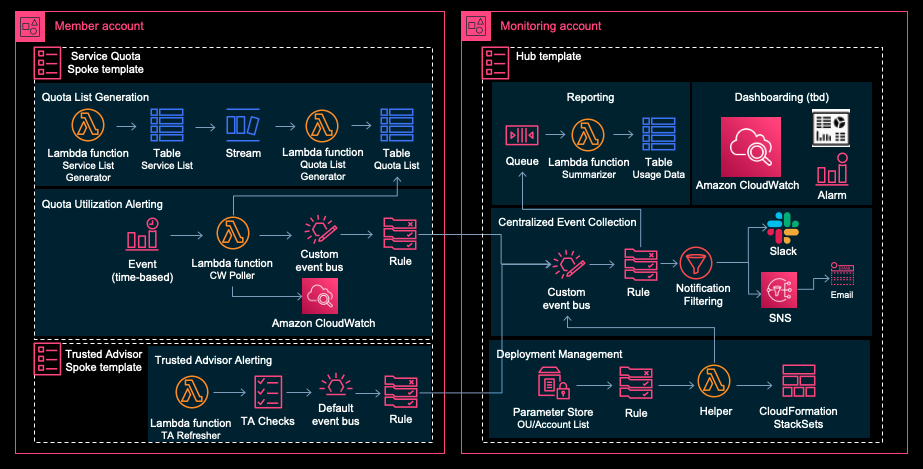 Member account
Service Quota
Spoke template
Quota List Generation
Lambda function
Service List
Generator
Table
Service List
Stream
Lambda function
Quota List
Generator
Table
Quota List
Quota Utilization Alerting
Event
(time-based)
Lambda function
CW Poller
Custom
event bus
Rule
Amazon CloudWatch
Trusted Advisor
Spoke template
Trusted Advisor Alerting
Lambda function
TA Refresher
TA Checks
Default
event bus
Rule
Monitoring account
Hub template
Reporting
Queue
Lambda function
Summarizer
Table
Usage Data
Dashboarding (tbd)
Amazon CloudWatch
Alarm
Centralized Event Collection
Custom
event bus
Rule
Notification
Filtering
Slack
SNS
Email
Deployment Management
Parameter Store
OU/Account List
Rule
Helper
CloudFormation
StackSets